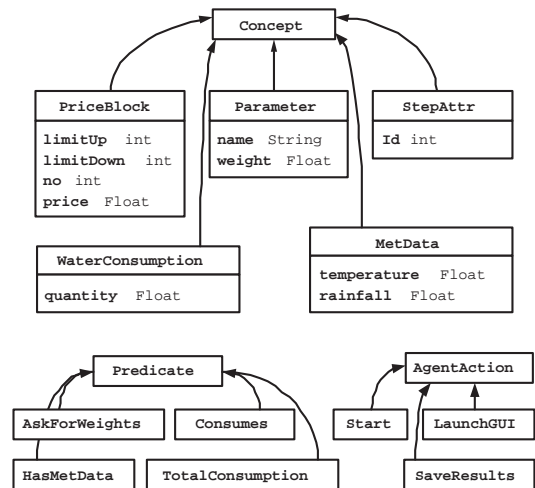 Concept
PriceBlock
limitUp int
limitDown int
no int
price Float
Parameter
name String
weight Float
StepAttr
Id int
WaterConsumption
quantity Float
MetData
temperature Float
rainfall Float
Predicate
AgentAction
AskForWeights
Consumes
Start
LaunchGUI
HasMetData
TotalConsumption
SaveResults